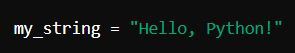 my_string = "Hello, Python!"